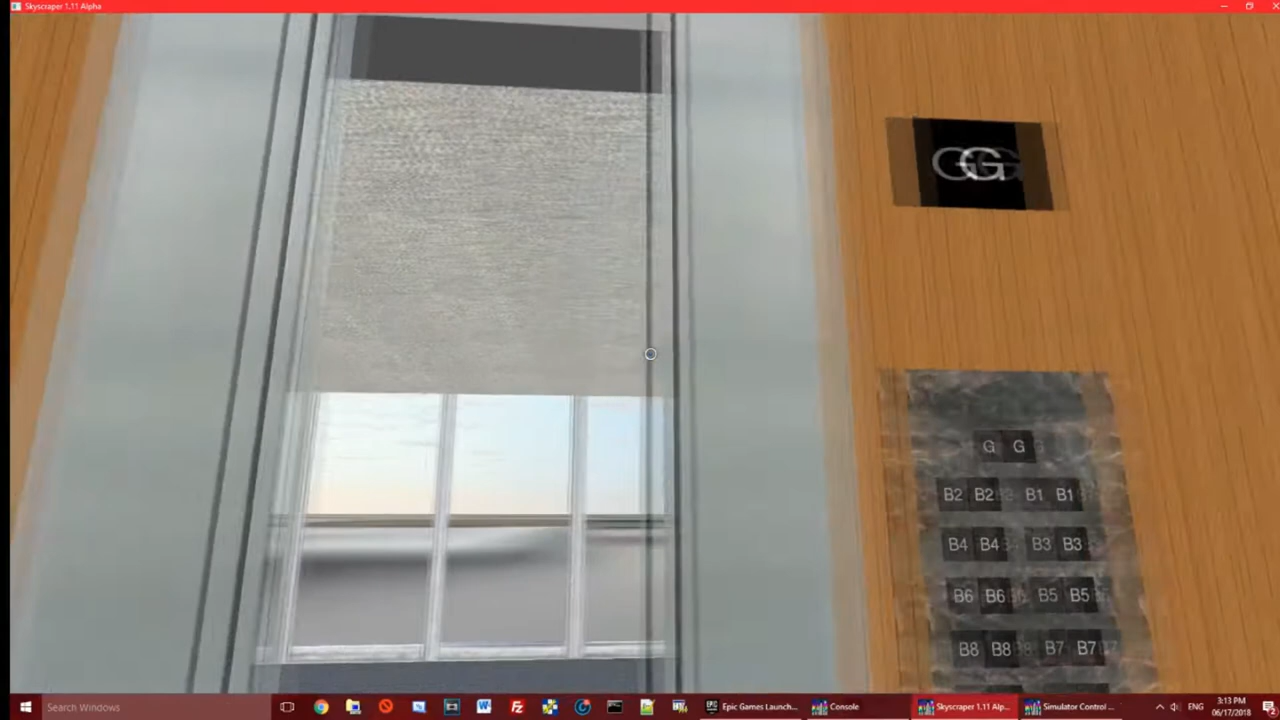 Skyscraper 1.11 Alpha
G G
G G
B2 B2 B1 B1
B4 B4 B3 B3
B6 B6 B5 B5
B8 B8 B7 B7
Search Windows
Epic Games Launch...
Console
Skyscraper 1.11 Alp...
Simulator Control ...
ENG
3:13 PM
06/17/2018